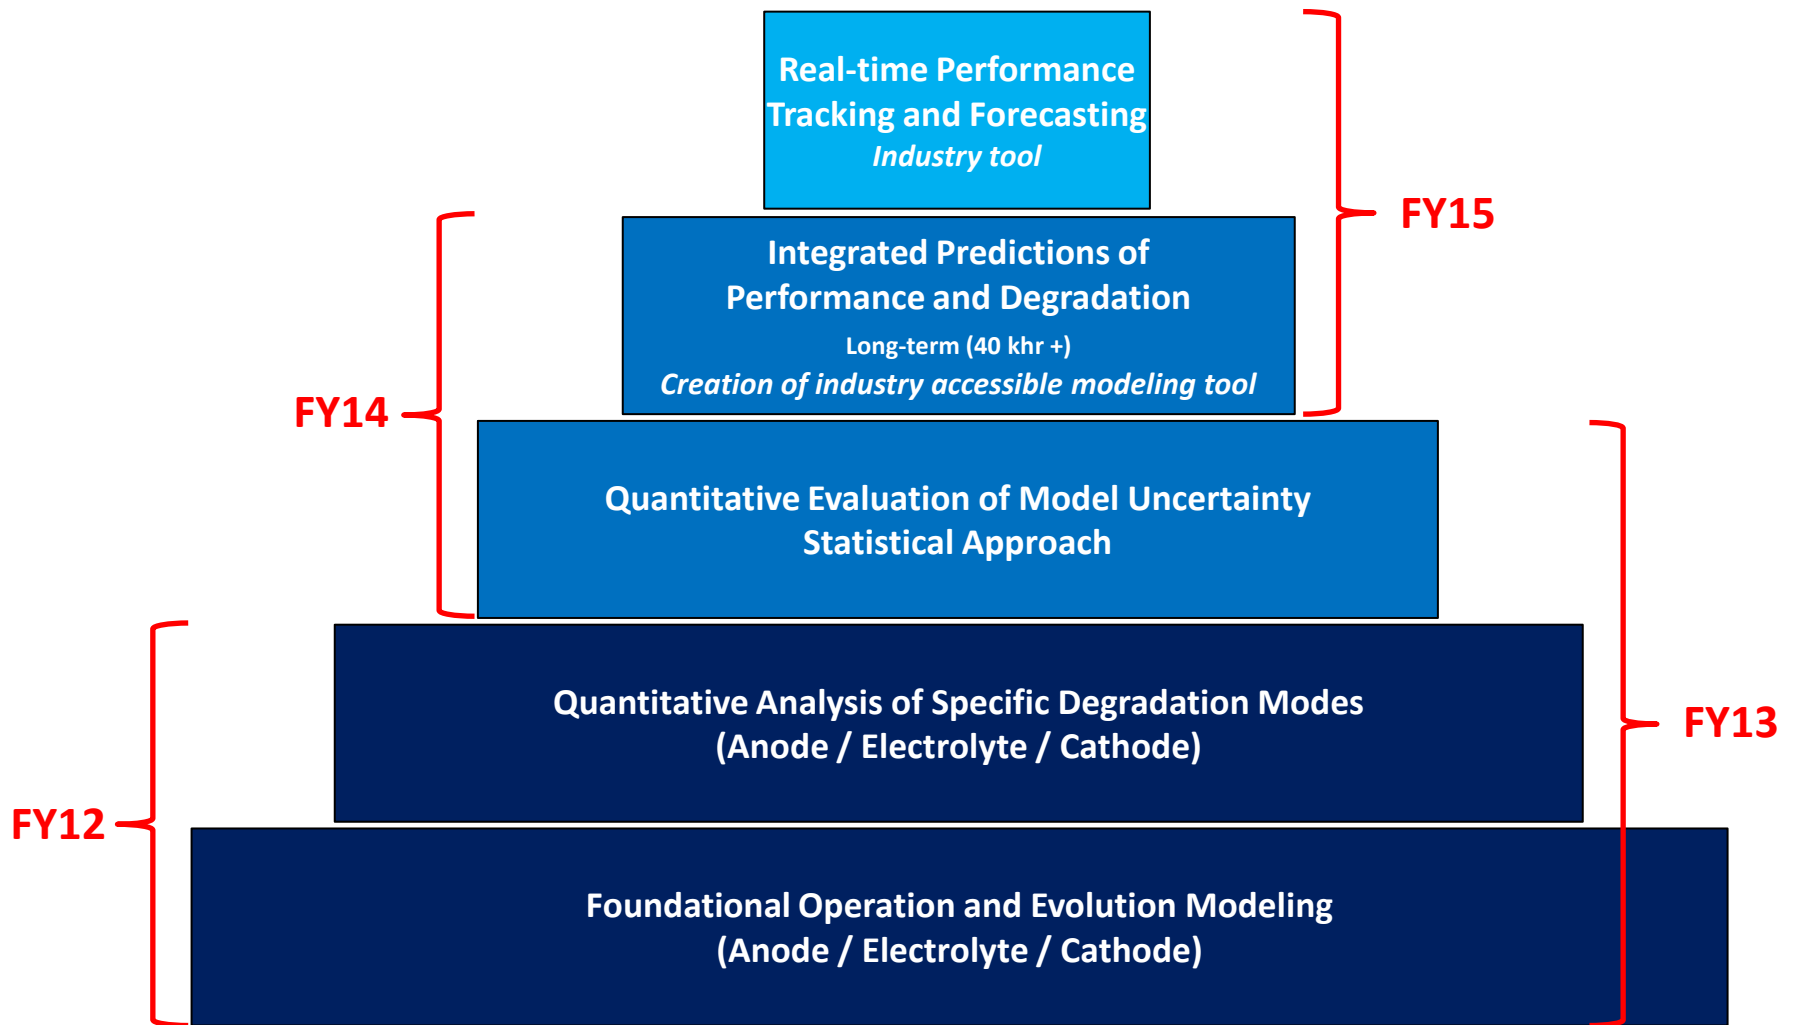 Real-time Performance
Tracking and Forecasting
Industry tool
FY15
Integrated Predictions of
Performance and Degradation
Long-term (40 khr +)
Creation of industry accessible modeling tool
FY14
Quantitative Evaluation of Model Uncertainty
Statistical Approach
Quantitative Analysis of Specific Degradation Modes
(Anode / Electrolyte / Cathode)
FY13
FY12
Foundational Operation and Evolution Modeling
(Anode / Electrolyte / Cathode)